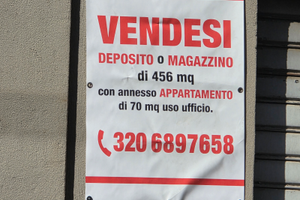 VENDESI
DEPOSITO o MAGAZZINO
di 456 mq
con annesso APPARTAMENTO
di 70 mq uso ufficio.
320 6897658